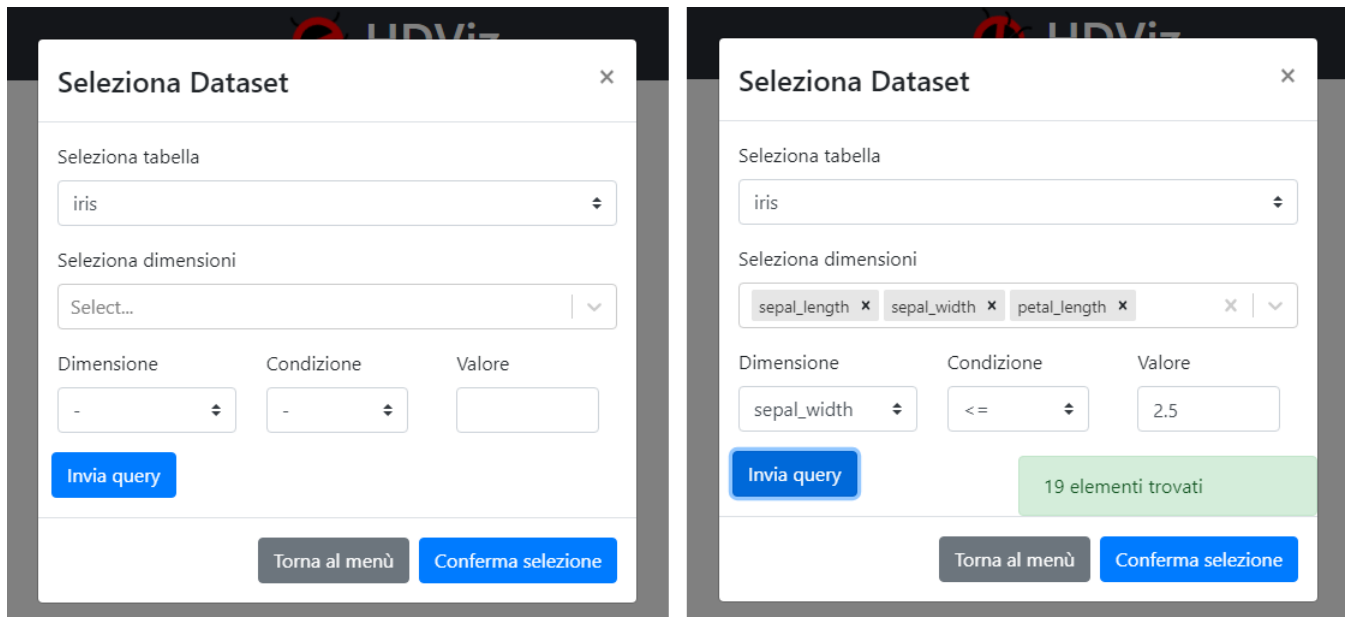 HDViz
Seleziona Dataset ×
Seleziona tabella
iris
Seleziona dimensioni
Select...
Dimensione Condizione Valore
- -
Invia query
Torna al menù Conferma selezione
HDViz
Seleziona Dataset ×
Seleziona tabella
iris
Seleziona dimensioni
sepal_length × sepal_width × petal_length × ×
Dimensione Condizione Valore
sepal_width <= 2.5
Invia query
19 elementi trovati
Torna al menù Conferma selezione